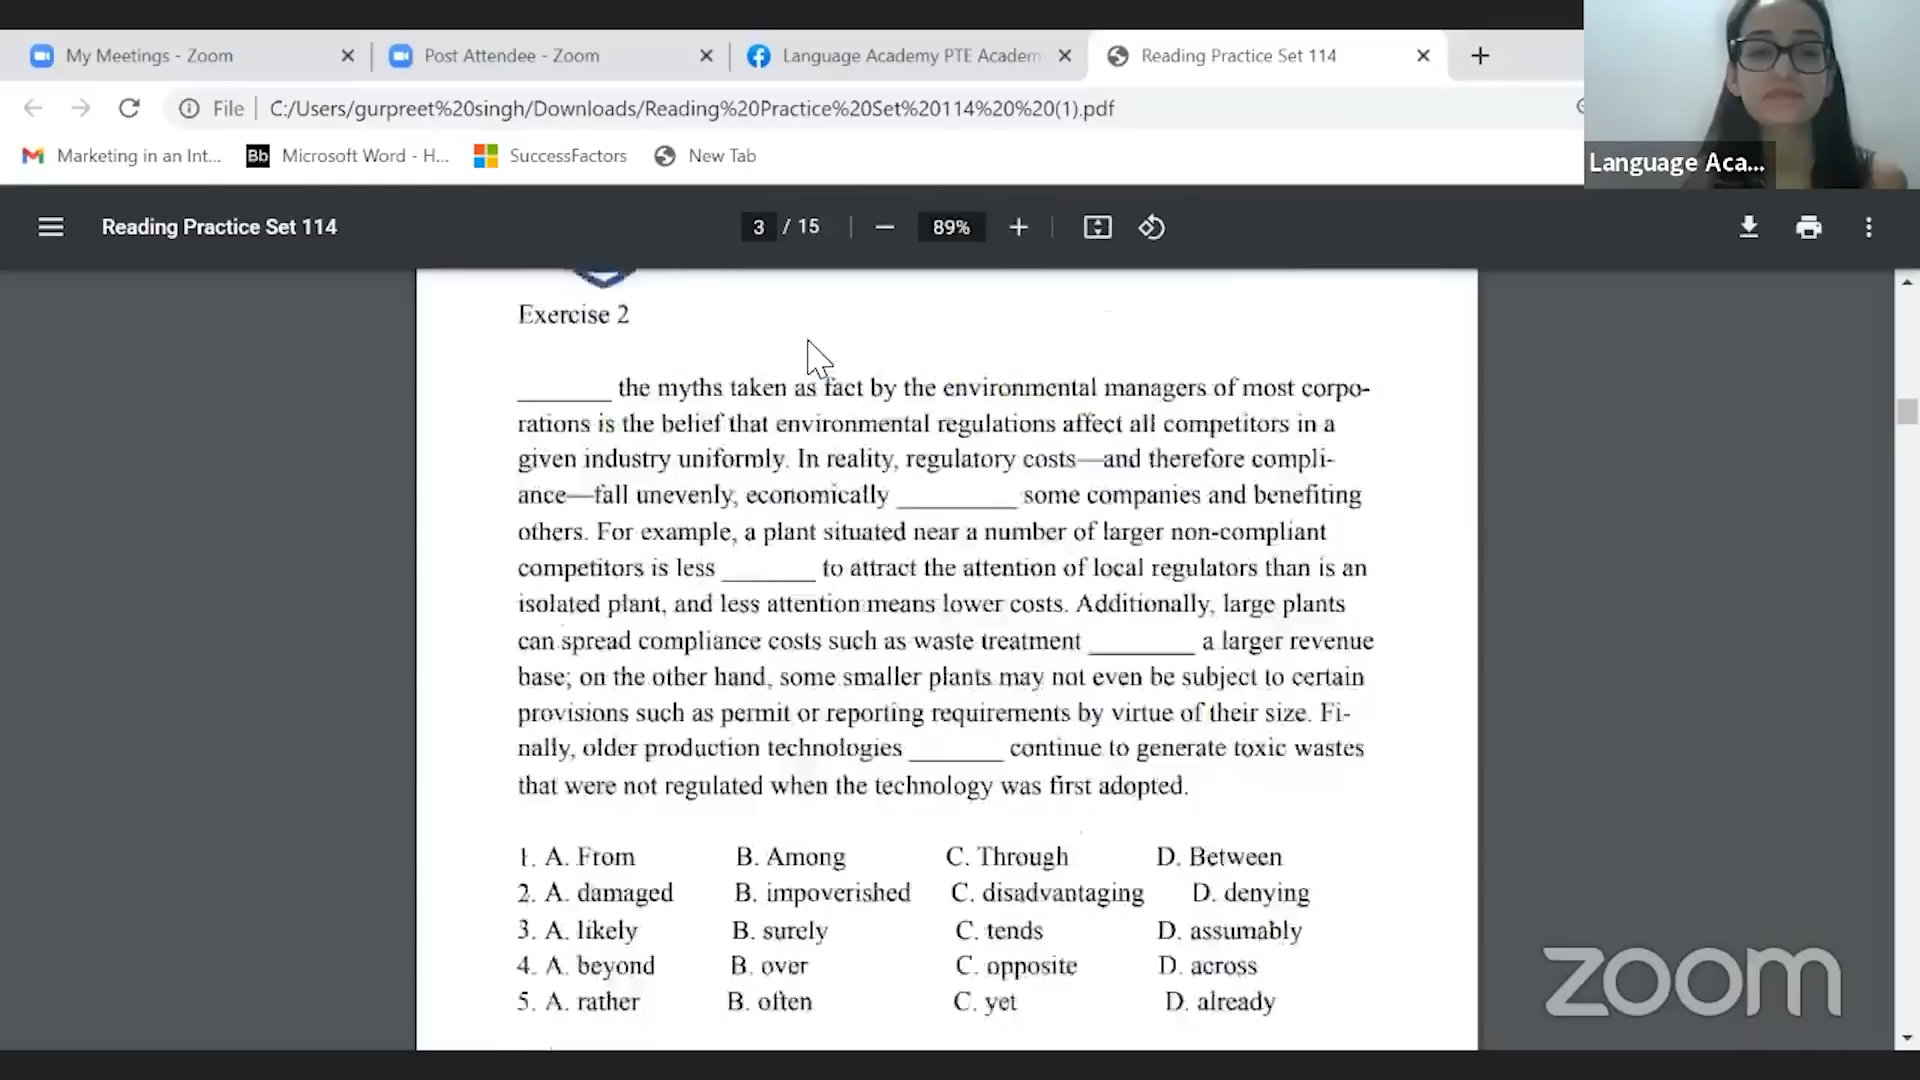 My Meetings - Zoom
Post Attendee - Zoom
Language Academy PTE Academ
Reading Practice Set 114
File
C:/Users/gurpreet%20singh/Downloads/Reading%20Practice%20Set%20114%20%20(1).pdf
Marketing in an Int...
Bb Microsoft Word - H...
SuccessFactors
New Tab
Language Aca...
Reading Practice Set 114
3 / 15
89%
Exercise 2
_______ the myths taken as fact by the environmental managers of most corpo-
rations is the belief that environmental regulations affect all competitors in a
given industry uniformly. In reality, regulatory costs—and therefore compli-
ance—fall unevenly, economically _________ some companies and benefiting
others. For example, a plant situated near a number of larger non-compliant
competitors is less _______ to attract the attention of local regulators than is an
isolated plant, and less attention means lower costs. Additionally, large plants
can spread compliance costs such as waste treatment ________ a larger revenue
base; on the other hand, some smaller plants may not even be subject to certain
provisions such as permit or reporting requirements by virtue of their size. Fi-
nally, older production technologies _______ continue to generate toxic wastes
that were not regulated when the technology was first adopted.
1. A. From B. Among C. Through D. Between
2. A. damaged B. impoverished C. disadvantaging D. denying
3. A. likely B. surely C. tends D. assumably
4. A. beyond B. over C. opposite D. across
5. A. rather B. often C. yet D. already
zoom